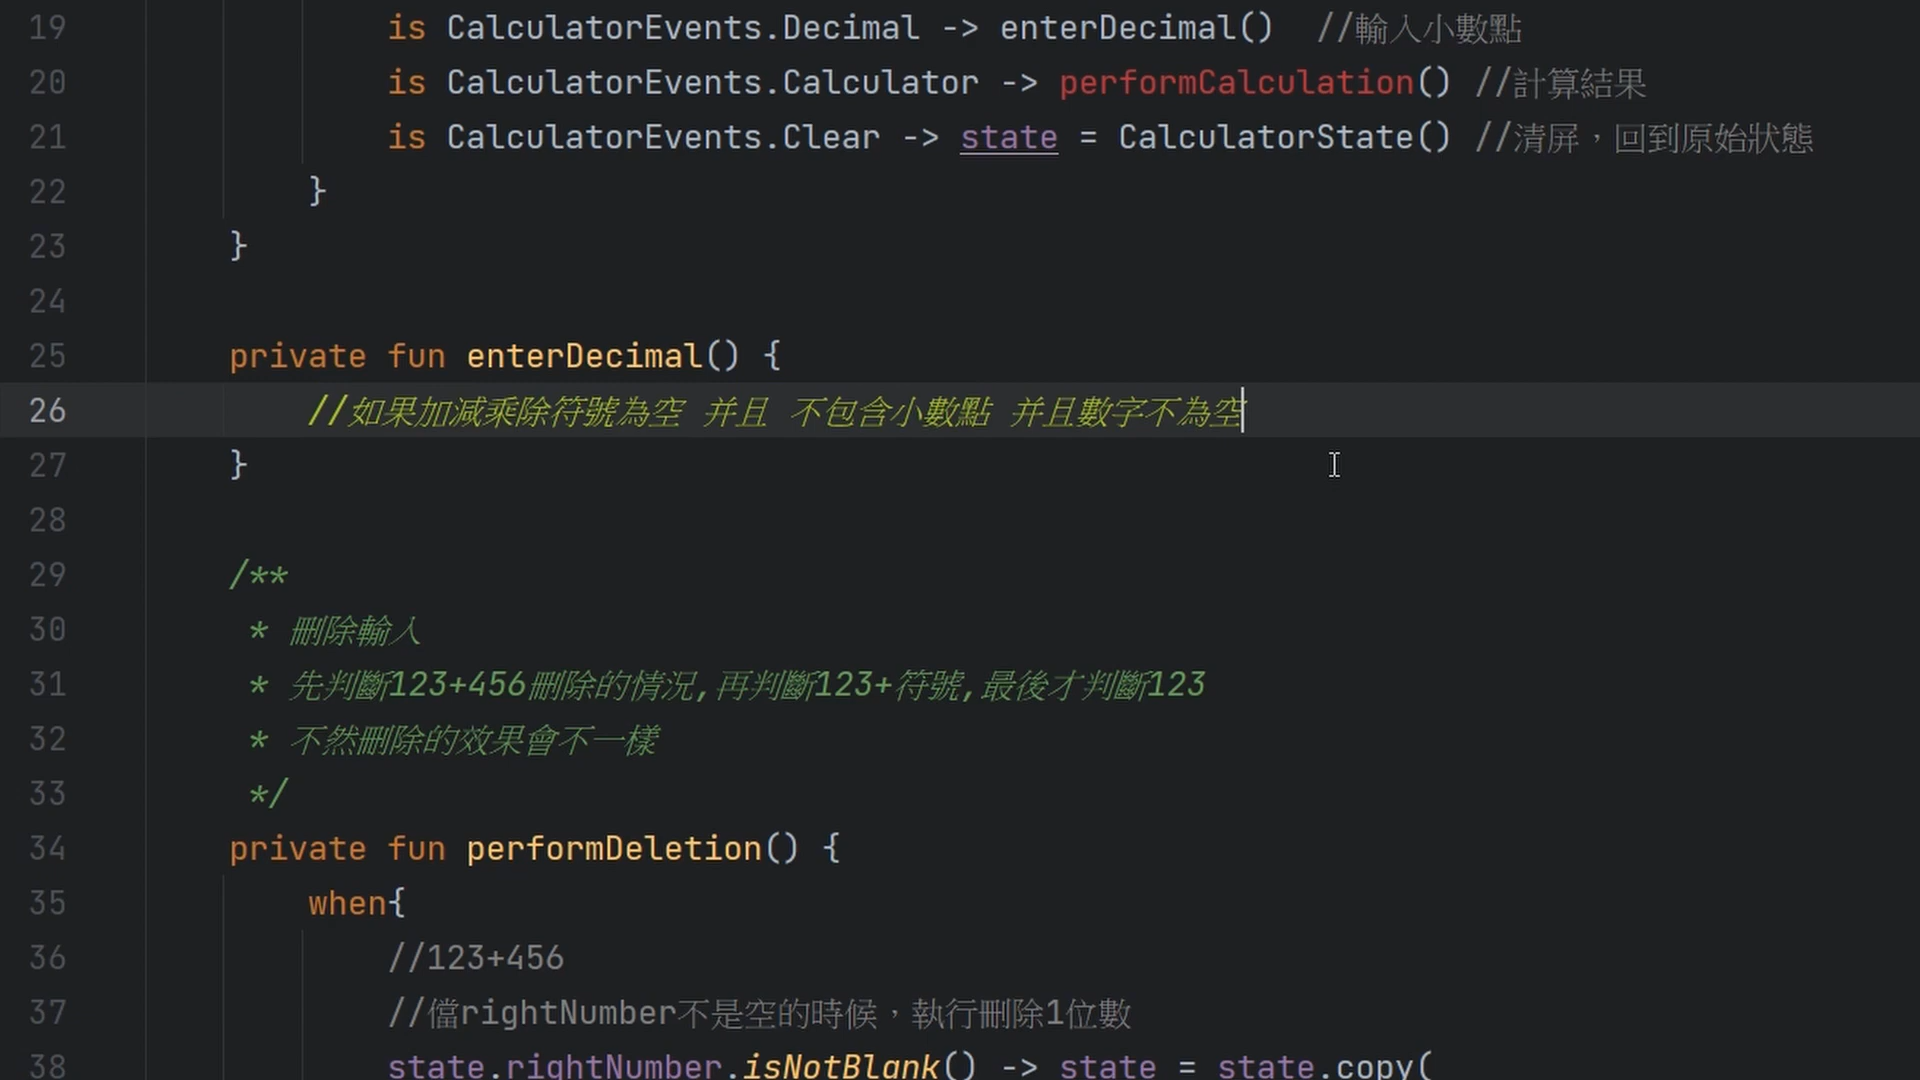 19 is CalculatorEvents.Decimal -> enterDecimal() //輸入小數點
20 is CalculatorEvents.Calculator -> performCalculation() //計算結果
21 is CalculatorEvents.Clear -> state = CalculatorState() //清屏，回到原始狀態
22 }
23 }
24
25 private fun enterDecimal() {
26 //如果加減乘除符號為空 并且 不包含小數點 并且數字不為空
27 }
28
29 /**
30 * 刪除輸入
31 * 先判斷123+456刪除的情況,再判斷123+符號,最後才判斷123
32 * 不然刪除的效果會不一樣
33 */
34 private fun performDeletion() {
35 when{
36 //123+456
37 //儅rightNumber不是空的時候，執行刪除1位數
38 state.rightNumber.isNotBlank() -> state = state.copy(